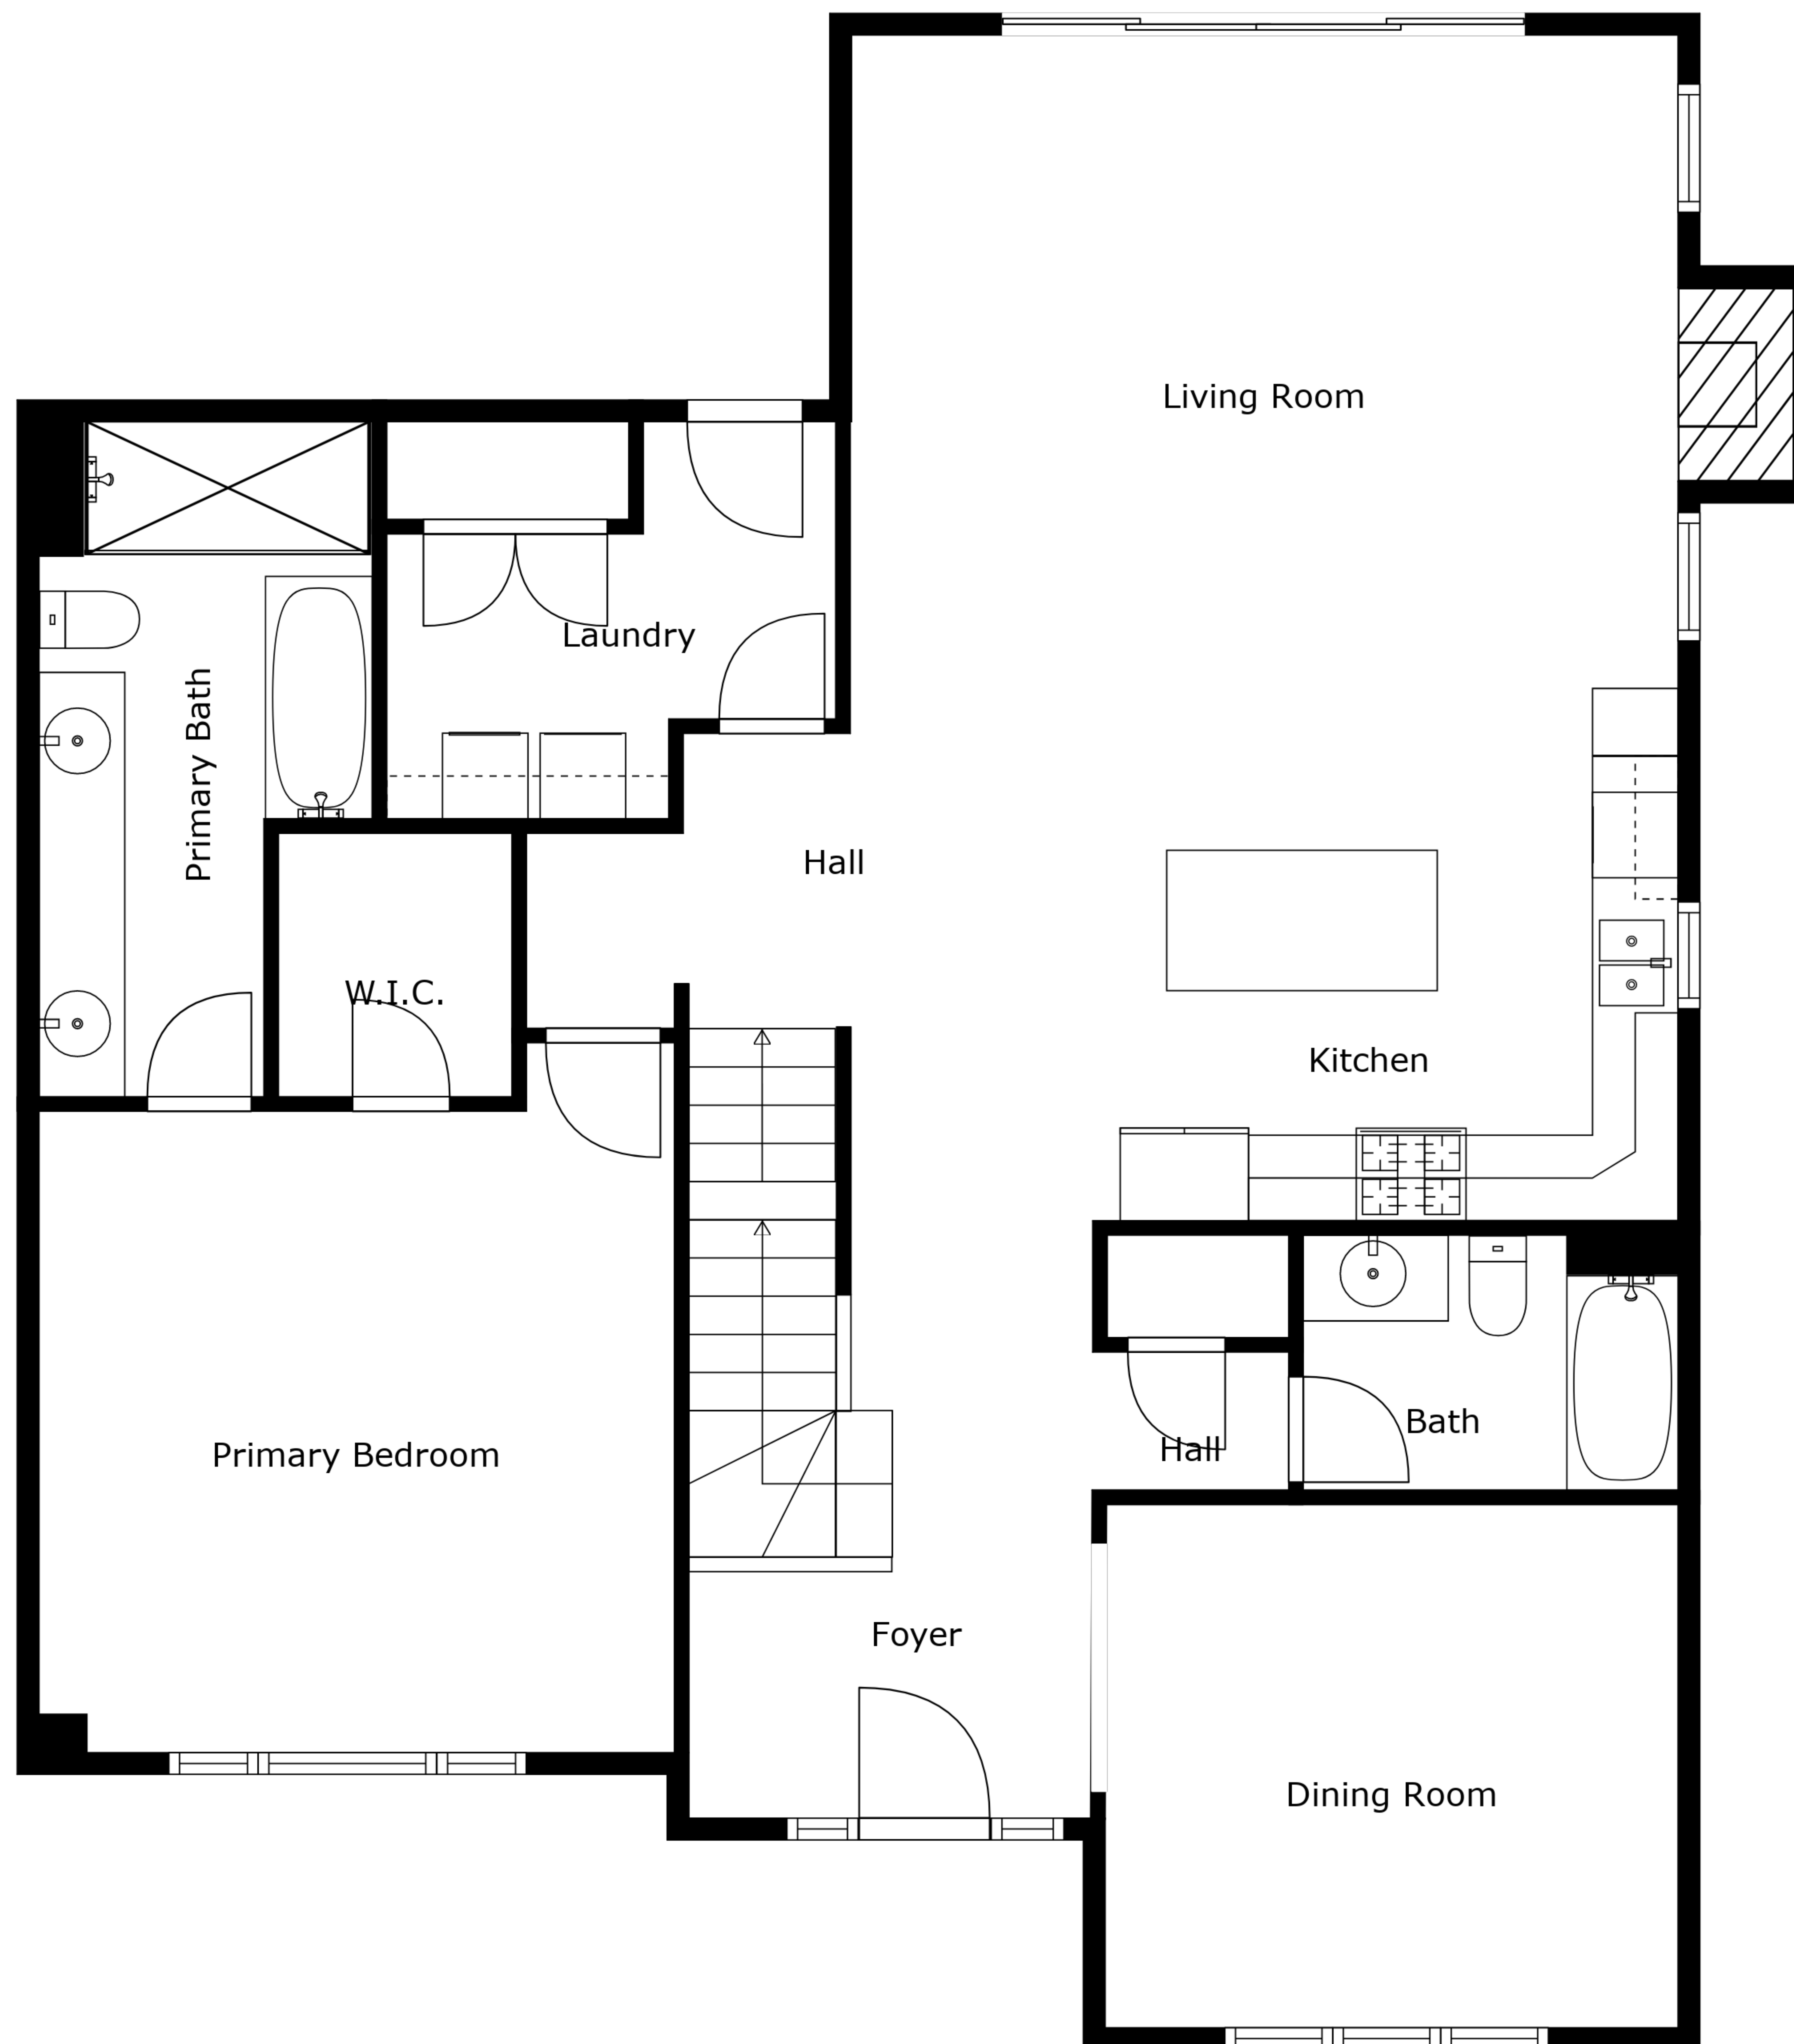 Living Room
Laundry
Primary Bath
Hall
W.I.C.
Kitchen
Bath
Hall
Primary Bedroom
Foyer
Dining Room